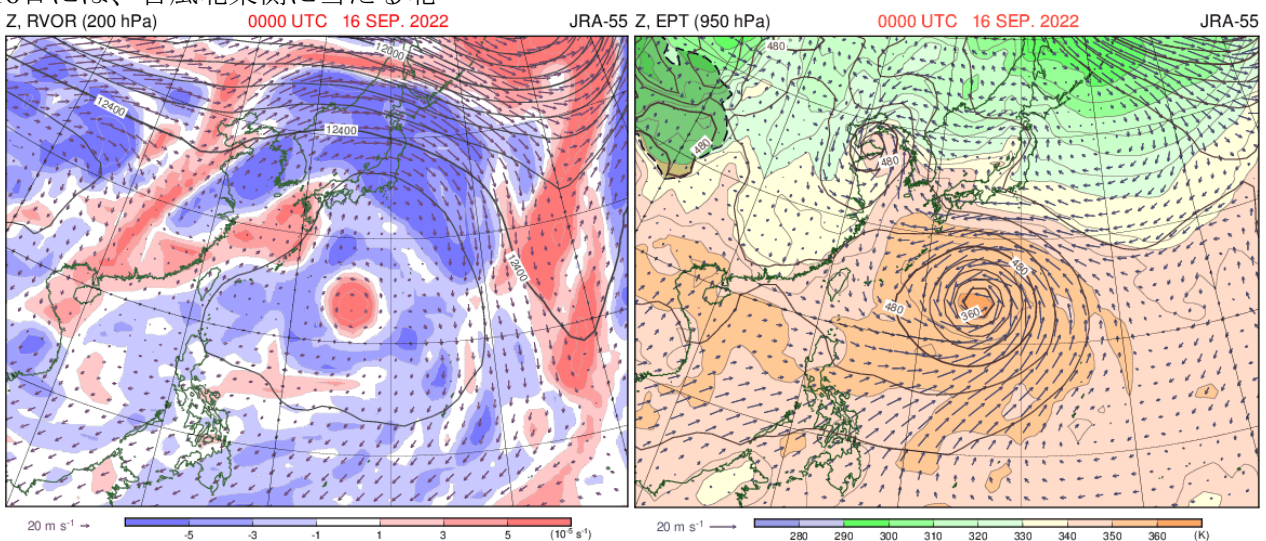 Z, RVOR (200 hPa) 0000 UTC 16 SEP. 2022 JRA-55
Z, EPT (950 hPa) 0000 UTC 16 SEP. 2022 JRA-55
12000
12400
12400
12400
480
480
480
480
480
360
20 m s⁻¹
-5 -3 -1 1 3 5 (10⁻⁵ s⁻¹)
20 m s⁻¹
280 290 300 310 320 330 340 350 360 (K)